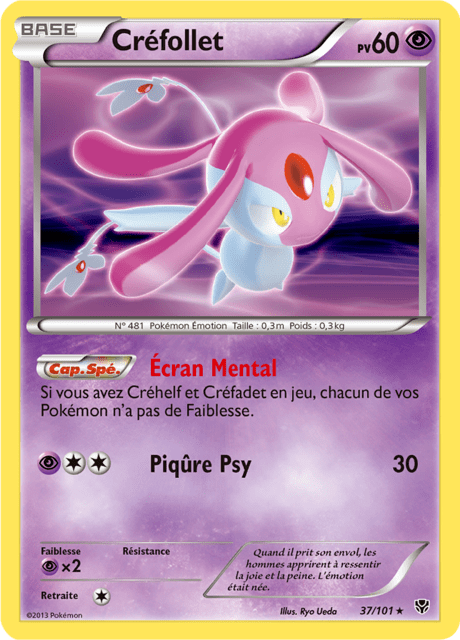 BASE
Créfollet
PV60
N° 481 Pokémon Émotion Taille : 0,3m Poids : 0,3kg
Cap. Spé. Écran Mental
Si vous avez Créhelf et Créfadet en jeu, chacun de vos
Pokémon n'a pas de Faiblesse.
Piqûre Psy 30
Faiblesse Résistance
×2
Retraite
Quand il prit son envol, les
hommes apprirent à ressentir
la joie et la peine. L'émotion
était née.
©2013 Pokémon
Illus. Ryo Ueda 37/101 ★